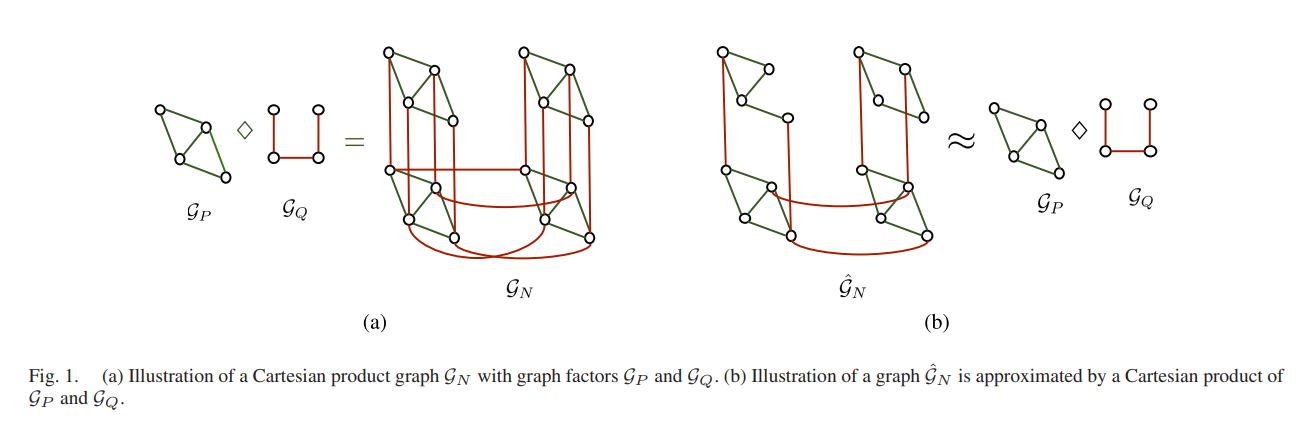 ◇ = ≈ ◇
𝒢_P 𝒢_Q 𝒢_P 𝒢_Q
𝒢_N 𝒢̂_N
(a) (b)
Fig. 1. (a) Illustration of a Cartesian product graph 𝒢_N with graph factors 𝒢_P and 𝒢_Q. (b) Illustration of a graph 𝒢̂_N is approximated by a Cartesian product of
𝒢_P and 𝒢_Q.